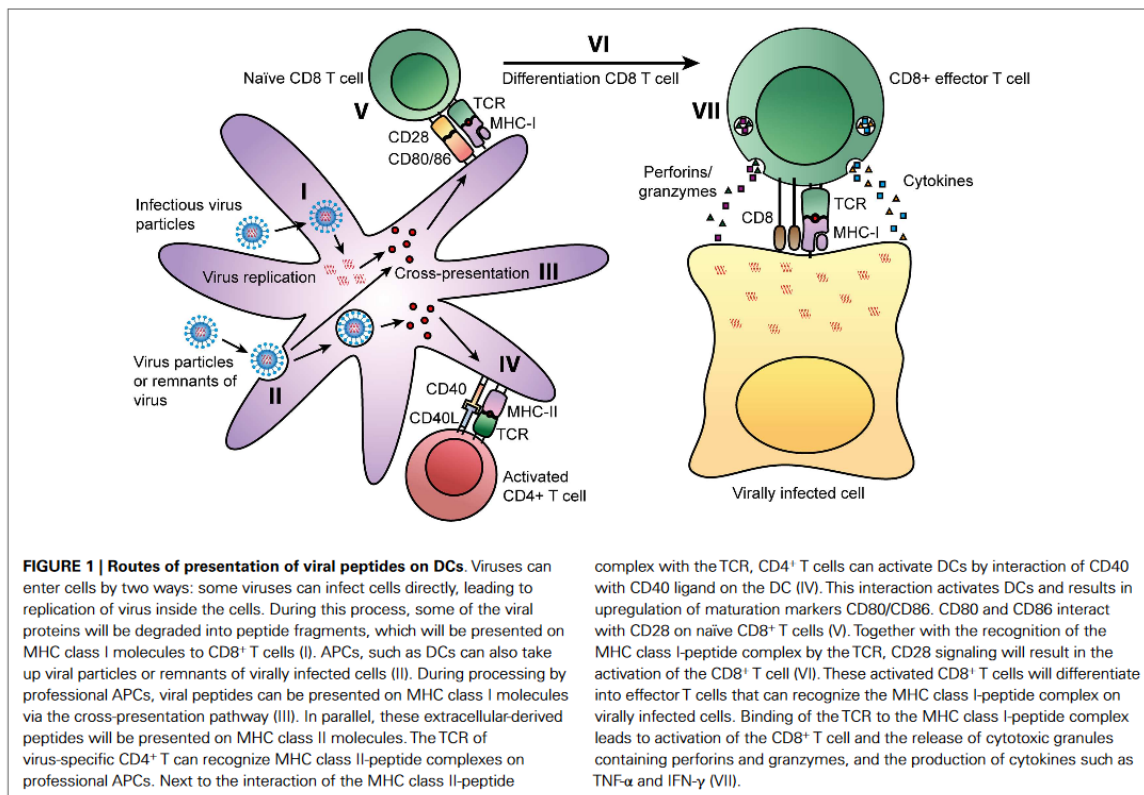 VI
Naïve CD8 T cell
Differentiation CD8 T cell
CD8+ effector T cell
V
TCR
MHC-I
VII
CD28
CD80/86
Perforins/
granzymes
Cytokines
I
Infectious virus
particles
CD8
TCR
MHC-I
Virus replication
Cross-presentation
III
Virus particles
or remnants of
virus
II
IV
CD40
MHC-II
CD40L
TCR
Activated
CD4+ T cell
Virally infected cell
FIGURE 1 | Routes of presentation of viral peptides on DCs. Viruses can
enter cells by two ways: some viruses can infect cells directly, leading to
replication of virus inside the cells. During this process, some of the viral
proteins will be degraded into peptide fragments, which will be presented on
MHC class I molecules to CD8⁺ T cells (I). APCs, such as DCs can also take
up viral particles or remnants of virally infected cells (II). During processing by
professional APCs, viral peptides can be presented on MHC class I molecules
via the cross-presentation pathway (III). In parallel, these extracellular-derived
peptides will be presented on MHC class II molecules. The TCR of
virus-specific CD4⁺ T can recognize MHC class II-peptide complexes on
professional APCs. Next to the interaction of the MHC class II-peptide
complex with the TCR, CD4⁺ T cells can activate DCs by interaction of CD40
with CD40 ligand on the DC (IV). This interaction activates DCs and results in
upregulation of maturation markers CD80/CD86. CD80 and CD86 interact
with CD28 on naïve CD8⁺ T cells (V). Together with the recognition of the
MHC class I-peptide complex by the TCR, CD28 signaling will result in the
activation of the CD8⁺ T cell (VI). These activated CD8⁺ T cells will differentiate
into effector T cells that can recognize the MHC class I-peptide complex on
virally infected cells. Binding of the TCR to the MHC class I-peptide complex
leads to activation of the CD8⁺ T cell and the release of cytotoxic granules
containing perforins and granzymes, and the production of cytokines such as
TNF-α and IFN-γ (VII).